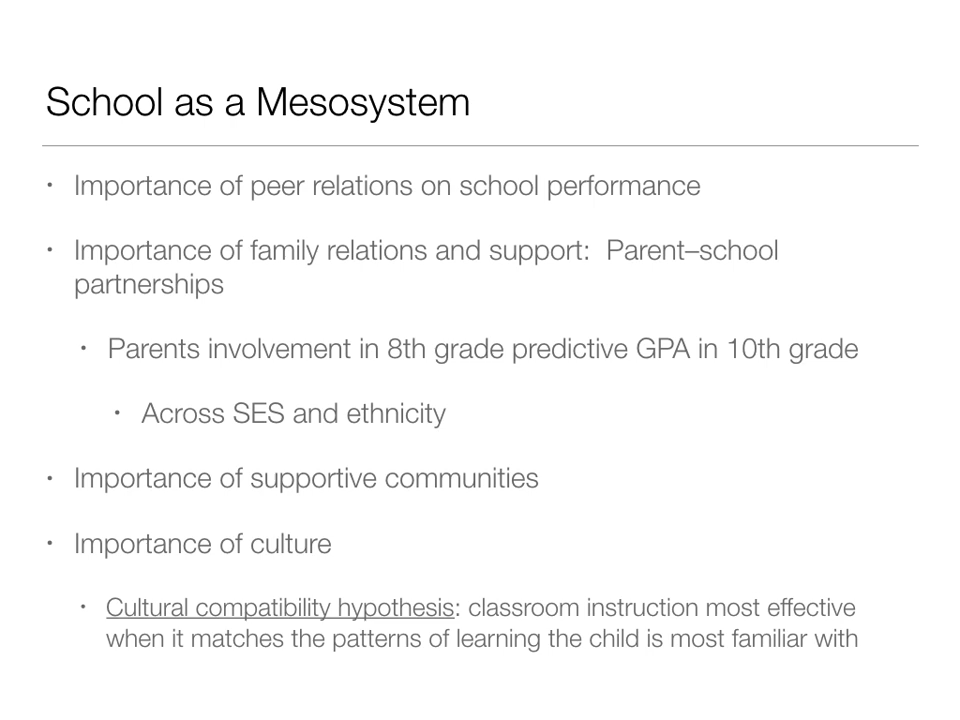 School as a Mesosystem
• Importance of peer relations on school performance
• Importance of family relations and support:  Parent–school
partnerships
• Parents involvement in 8th grade predictive GPA in 10th grade
• Across SES and ethnicity
• Importance of supportive communities
• Importance of culture
• Cultural compatibility hypothesis: classroom instruction most effective
when it matches the patterns of learning the child is most familiar with